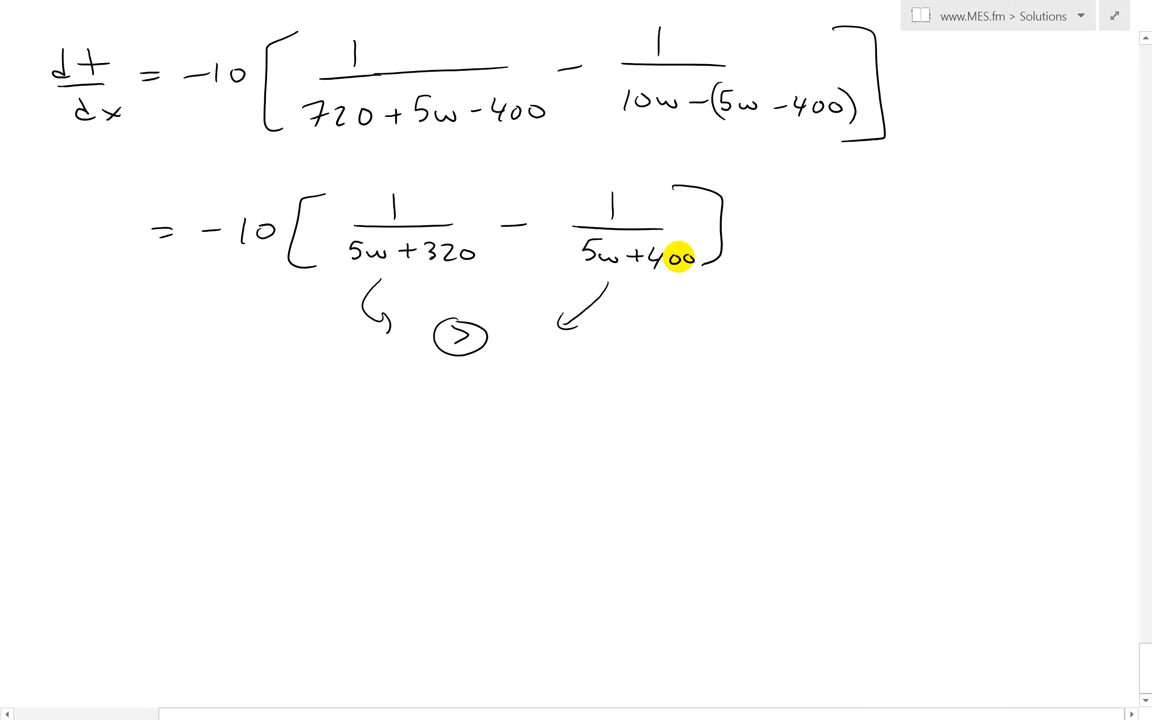 www.MES.fm > Solutions
dt/dx = -10 [ 1/(720 + 5w - 400) - 1/(10w - (5w - 400)) ]
= -10 [ 1/(5w + 320) - 1/(5w + 400) ]
>